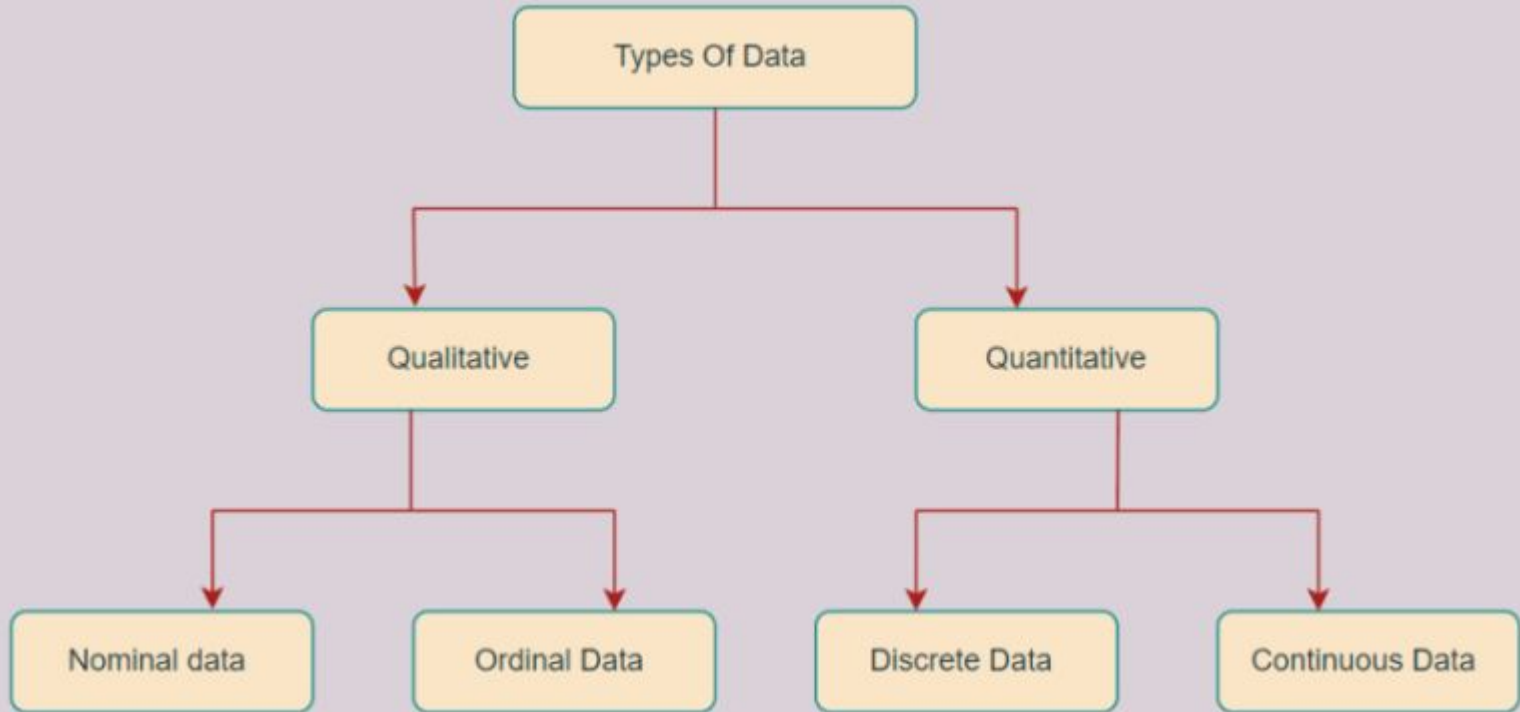 Types Of Data
Qualitative
Quantitative
Nominal data
Ordinal Data
Discrete Data
Continuous Data